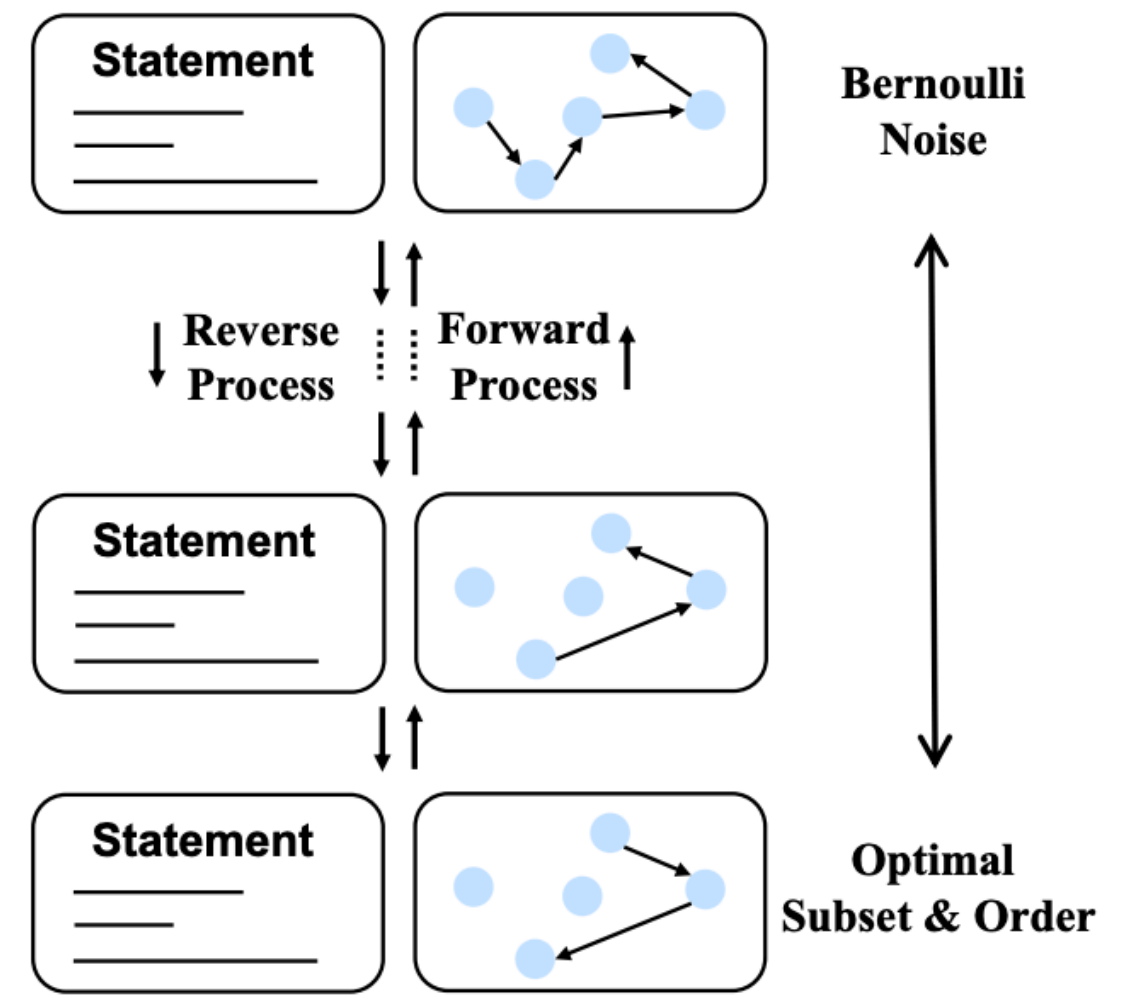 Statement
Bernoulli
Noise
Reverse
Process
Forward
Process
Statement
Statement
Optimal
Subset & Order